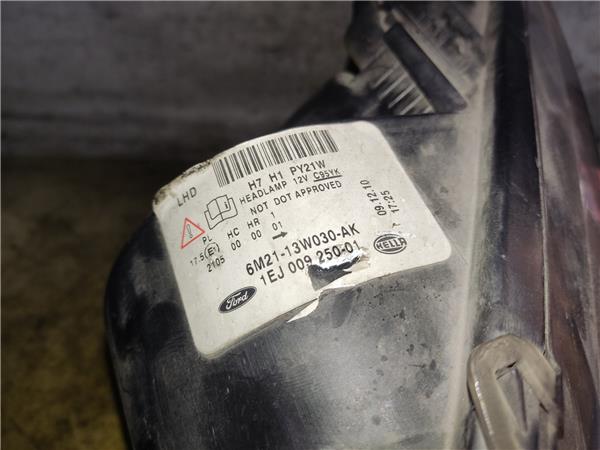 LHD
H7 H1 PY21W
HEADLAMP 12V C95YK
NOT DOT APPROVED
PL HC HR 1
17.5 E1 00 00 01
2105
6M21-13W030-AK
1EJ 009 250-01
Ford
HELLA
09.12.10
17:25